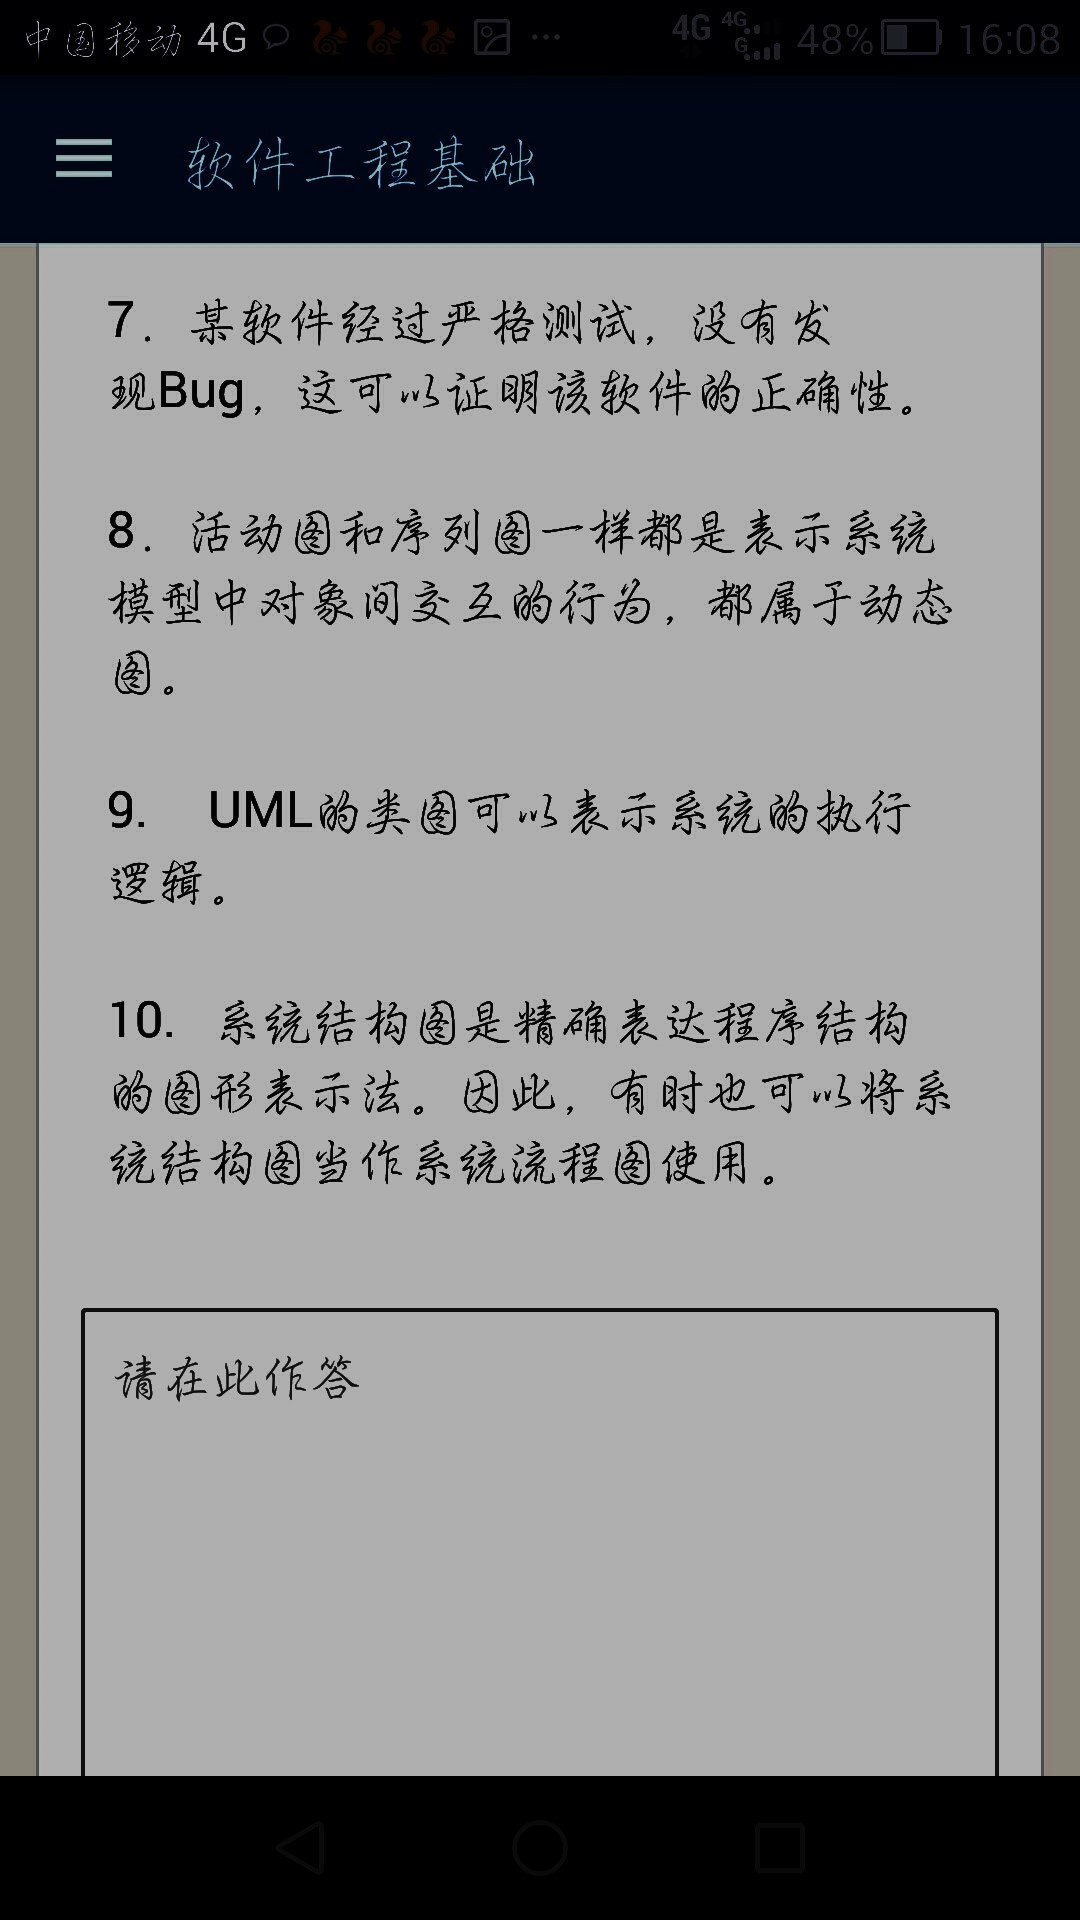 中国移动 4G 4G 4G G 48% 16:08
软件工程基础
7. 某软件经过严格测试，没有发
现Bug，这可以证明该软件的正确性。
8. 活动图和序列图一样都是表示系统
模型中对象间交互的行为，都属于动态
图。
9. UML的类图可以表示系统的执行
逻辑。
10. 系统结构图是精确表达程序结构
的图形表示法。因此，有时也可以将系
统结构图当作系统流程图使用。
请在此作答